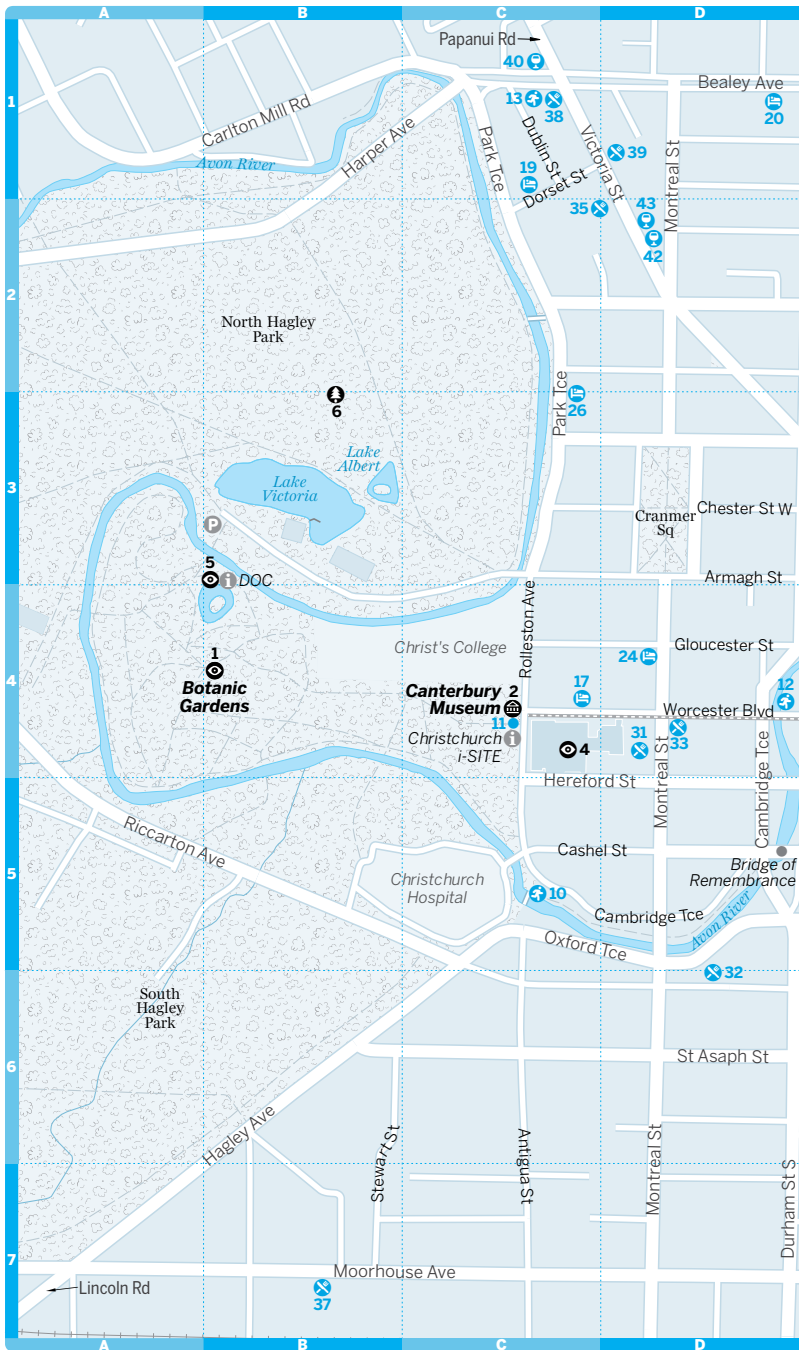 A
B
C
D
Papanui Rd
40
Bealey Ave
1
13
38
20
Carlton Mill Rd
Harper Ave
Park Tce
Dublin St
Victoria St
39
Montreal St
Avon River
19
Dorset St
35
43
42
2
North Hagley
Park
6
Park Tce
26
Lake
Albert
3
Lake
Victoria
Chester St W
Cranmer
Sq
P
5
i
DOC
Armagh St
Rolleston Ave
Christ's College
Gloucester St
24
1
Botanic
Gardens
4
17
12
Canterbury
Museum
2
Worcester Blvd
11
Christchurch
i-SITE
i
4
31
33
Montreal St
Cambridge Tce
Hereford St
Riccarton Ave
Cashel St
5
Bridge of
Remembrance
Christchurch
Hospital
10
Cambridge Tce
Avon River
Oxford Tce
32
South
Hagley
Park
6
St Asaph St
Hagley Ave
Stewart St
Antigua St
Montreal St
Durham St S
7
Moorhouse Ave
Lincoln Rd
37
A
B
C
D